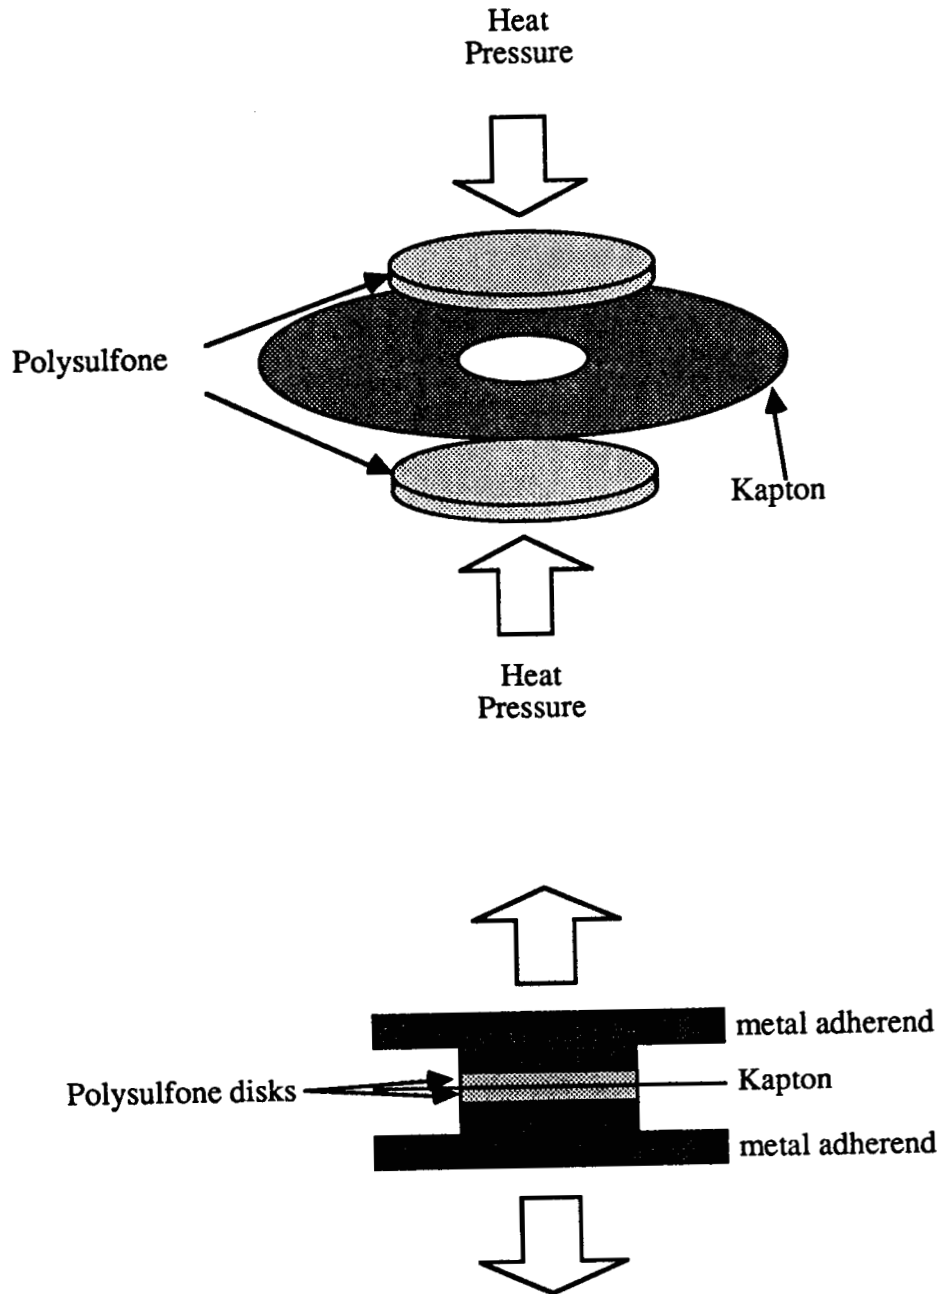 Heat
Pressure
Polysulfone
Kapton
Heat
Pressure
metal adherend
Polysulfone disks
Kapton
metal adherend